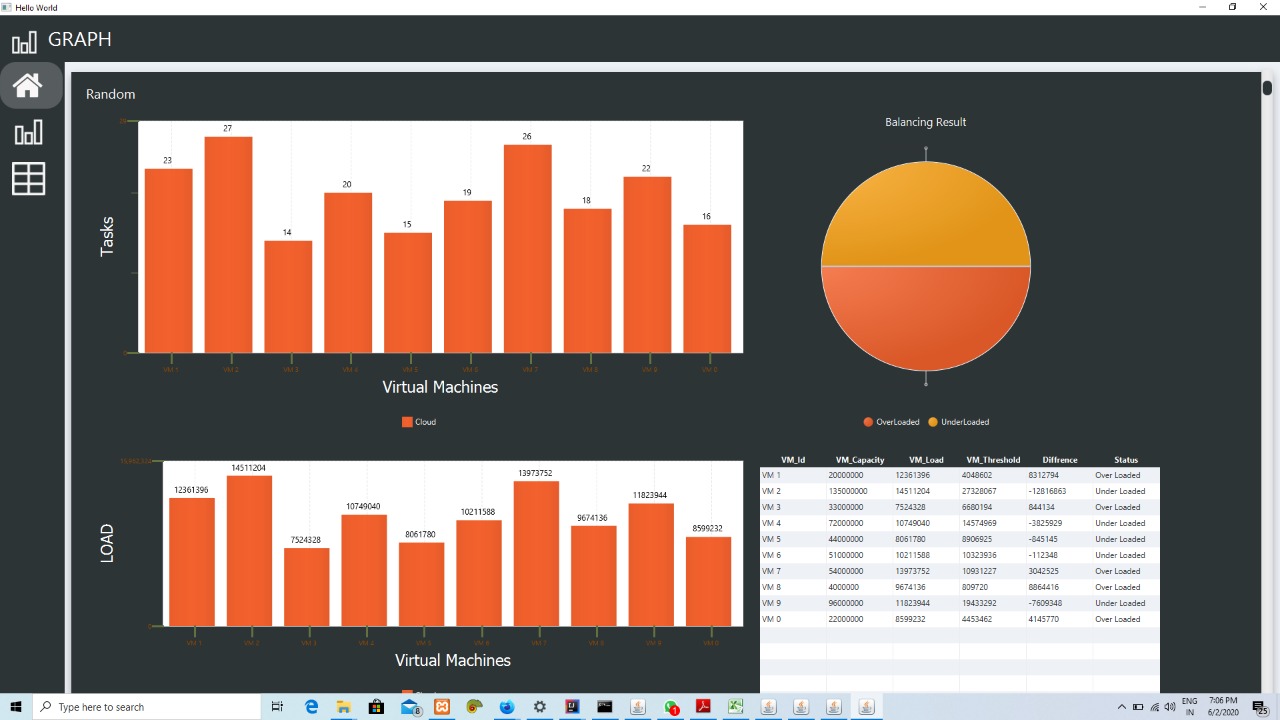 Hello World
GRAPH
Random
27
26
23
22
20
19
18
16
15
14
Tasks
0
VM 1 VM 2 VM 3 VM 4 VM 5 VM 6 VM 7 VM 8 VM 9 VM 0
Virtual Machines
Cloud
Balancing Result
OverLoaded UnderLoaded
14511204
13973752
12361396
11823944
10749040
10211588
9674136
8599232
8061780
7524328
LOAD
0
VM 1 VM 2 VM 3 VM 4 VM 5 VM 6 VM 7 VM 8 VM 9 VM 0
Virtual Machines
VM_Id VM_Capacity VM_Load VM_Threshold Diffrence Status
VM 1 20000000 12361396 4048602 8312794 Over Loaded
VM 2 135000000 14511204 27328067 -12816863 Under Loaded
VM 3 33000000 7524328 6680194 844134 Over Loaded
VM 4 72000000 10749040 14574969 -3825929 Under Loaded
VM 5 44000000 8061780 8906925 -845145 Under Loaded
VM 6 51000000 10211588 10323936 -112348 Under Loaded
VM 7 54000000 13973752 10931227 3042525 Over Loaded
VM 8 4000000 9674136 809720 8864416 Over Loaded
VM 9 96000000 11823944 19433292 -7609348 Under Loaded
VM 0 22000000 8599232 4453462 4145770 Over Loaded
Type here to search
8
1
ENG
IN
7:06 PM
6/2/2020
25